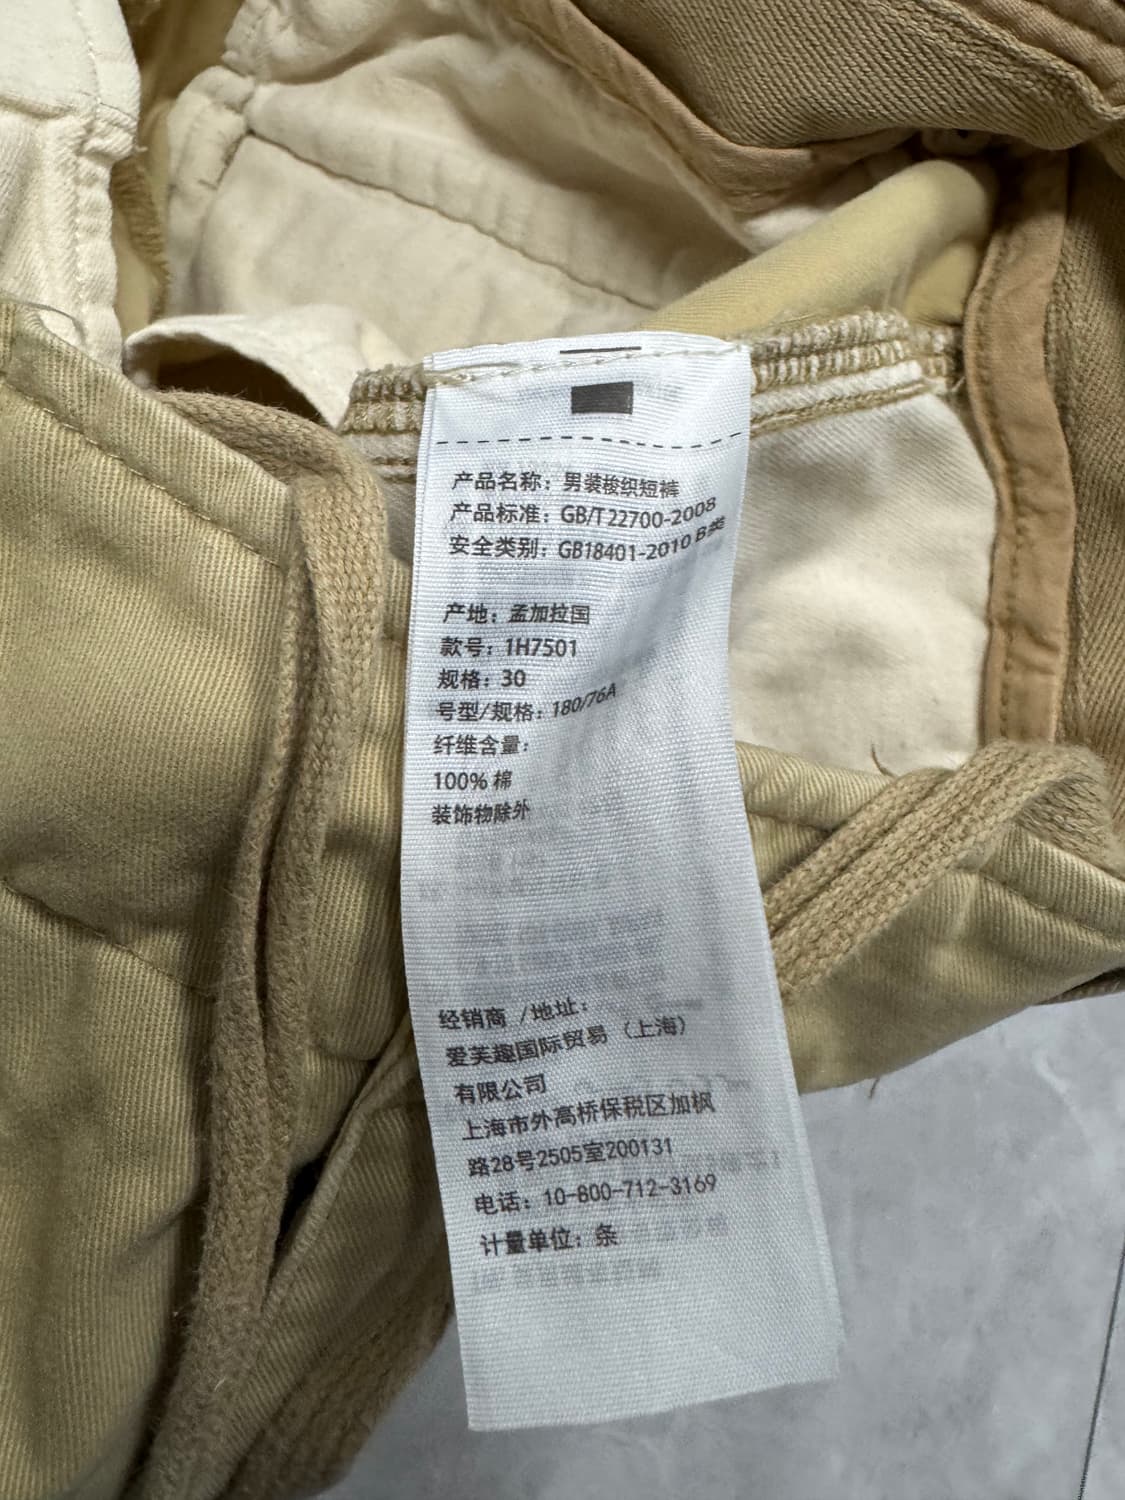 产品名称：男装梭织短裤
产品标准：GB/T 22700-2008
安全类别：GB18401-2010 B类
产地：孟加拉国
款号：1H7501
规格：30
号型/规格：180/76A
纤维含量：
100% 棉
装饰物除外
经销商 /地址：
爱芙趣国际贸易（上海）
有限公司
上海市外高桥保税区加枫
路28号2505室200131
电话：10-800-712-3169
计量单位：条